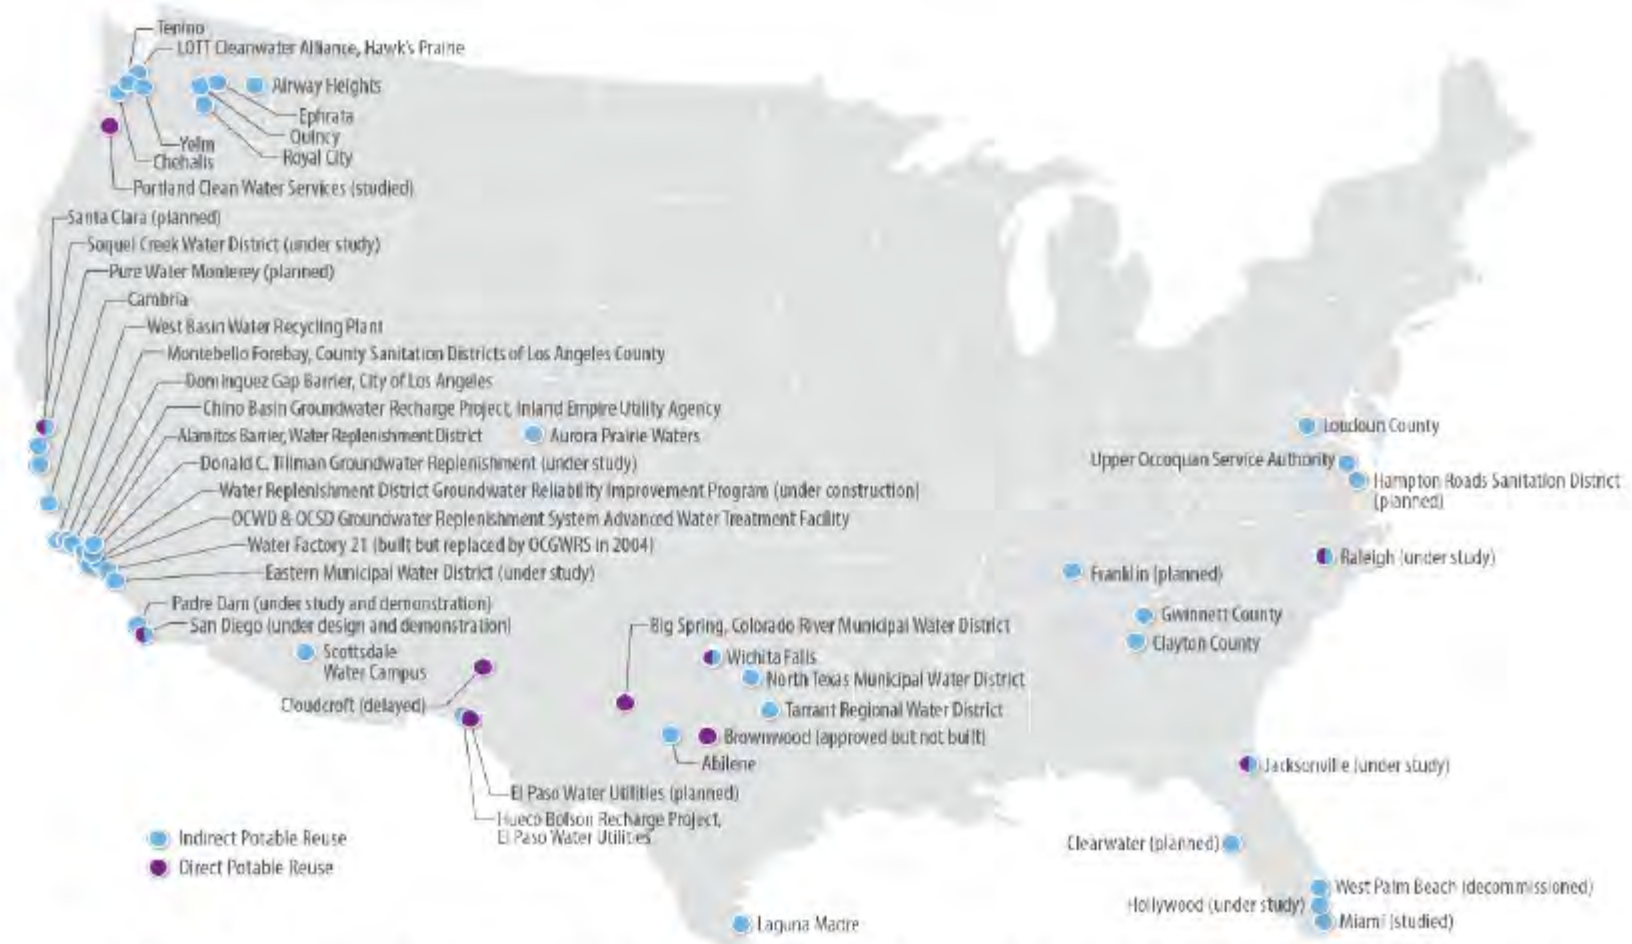 Tenino
LOTT Cleanwater Alliance, Hawk's Prairie
Airway Heights
Ephrata
Quincy
Royal City
Yelm
Chehalis
Portland Clean Water Services (studied)
Santa Clara (planned)
Soquel Creek Water District (under study)
Pure Water Monterey (planned)
Cambria
West Basin Water Recycling Plant
Montebello Forebay, County Sanitation Districts of Los Angeles County
Dominguez Gap Barrier, City of Los Angeles
Chino Basin Groundwater Recharge Project, Inland Empire Utility Agency
Alamitos Barrier, Water Replenishment District
Aurora Prairie Waters
Donald C. Tillman Groundwater Replenishment (under study)
Water Replenishment District Groundwater Reliability Improvement Program (under construction)
OCWD & OCSD Groundwater Replenishment System Advanced Water Treatment Facility
Water Factory 21 (built but replaced by OCGWRS in 2004)
Eastern Municipal Water District (under study)
Padre Dam (under study and demonstration)
San Diego (under design and demonstration)
Scottsdale
Water Campus
Cloudcroft (delayed)
Big Spring, Colorado River Municipal Water District
Wichita Falls
North Texas Municipal Water District
Tarrant Regional Water District
Brownwood (approved but not built)
Abilene
El Paso Water Utilities (planned)
Hueco Bolson Recharge Project,
El Paso Water Utilities
Laguna Madre
Loudoun County
Upper Occoquan Service Authority
Hampton Roads Sanitation District
(planned)
Raleigh (under study)
Franklin (planned)
Gwinnett County
Clayton County
Jacksonville (under study)
Clearwater (planned)
West Palm Beach (decommissioned)
Hollywood (under study)
Miami (studied)
Indirect Potable Reuse
Direct Potable Reuse